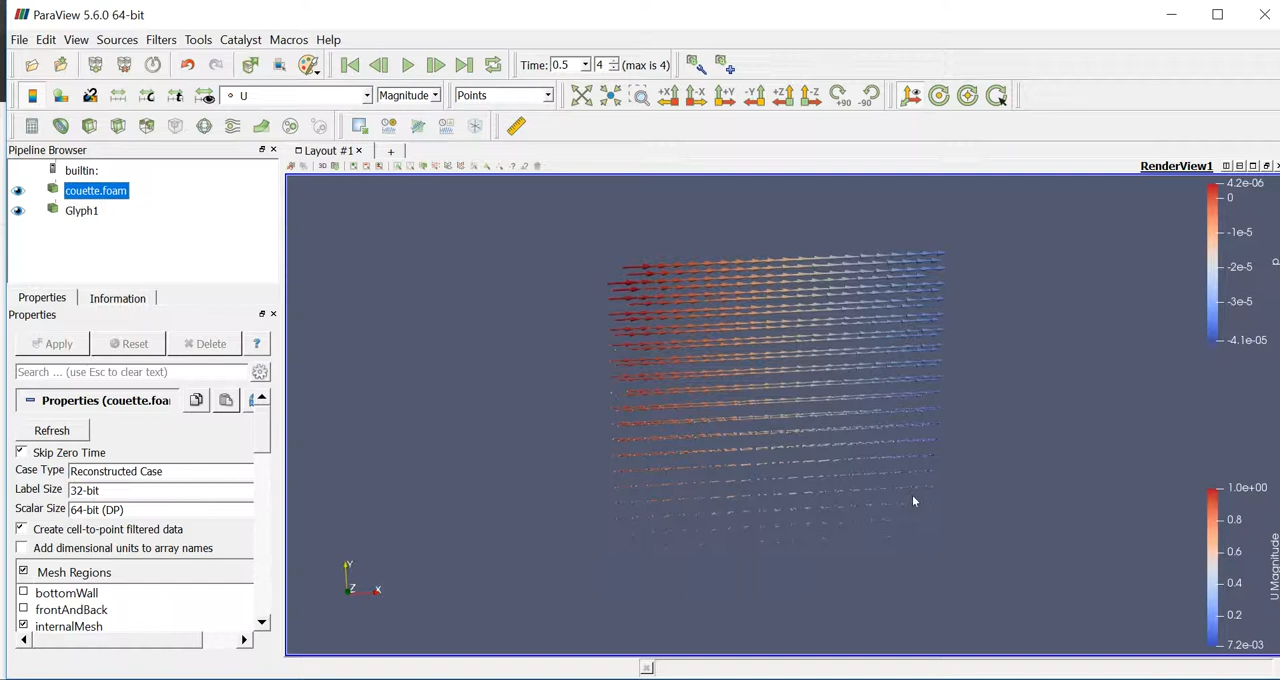 ParaView 5.6.0 64-bit
File Edit View Sources Filters Tools Catalyst Macros Help
Time: 0.5 4 (max is 4)
U Magnitude Points +X -X +Y -Y +Z -Z +90 -90
Pipeline Browser
Layout #1 +
builtin:
3D
RenderView1
couette.foam
Glyph1
4.2e-06
0
-1e-5
-2e-5
-3e-5
-4.1e-05
p
Properties Information
Properties
Apply Reset Delete ?
Search ... (use Esc to clear text)
Properties (couette.foa
Refresh
Skip Zero Time
Case Type Reconstructed Case
Label Size 32-bit
Scalar Size 64-bit (DP)
Create cell-to-point filtered data
Add dimensional units to array names
Mesh Regions
bottomWall
frontAndBack
internalMesh
Y
Z X
1.0e+00
0.8
0.6
0.4
0.2
7.2e-03
U Magnitude